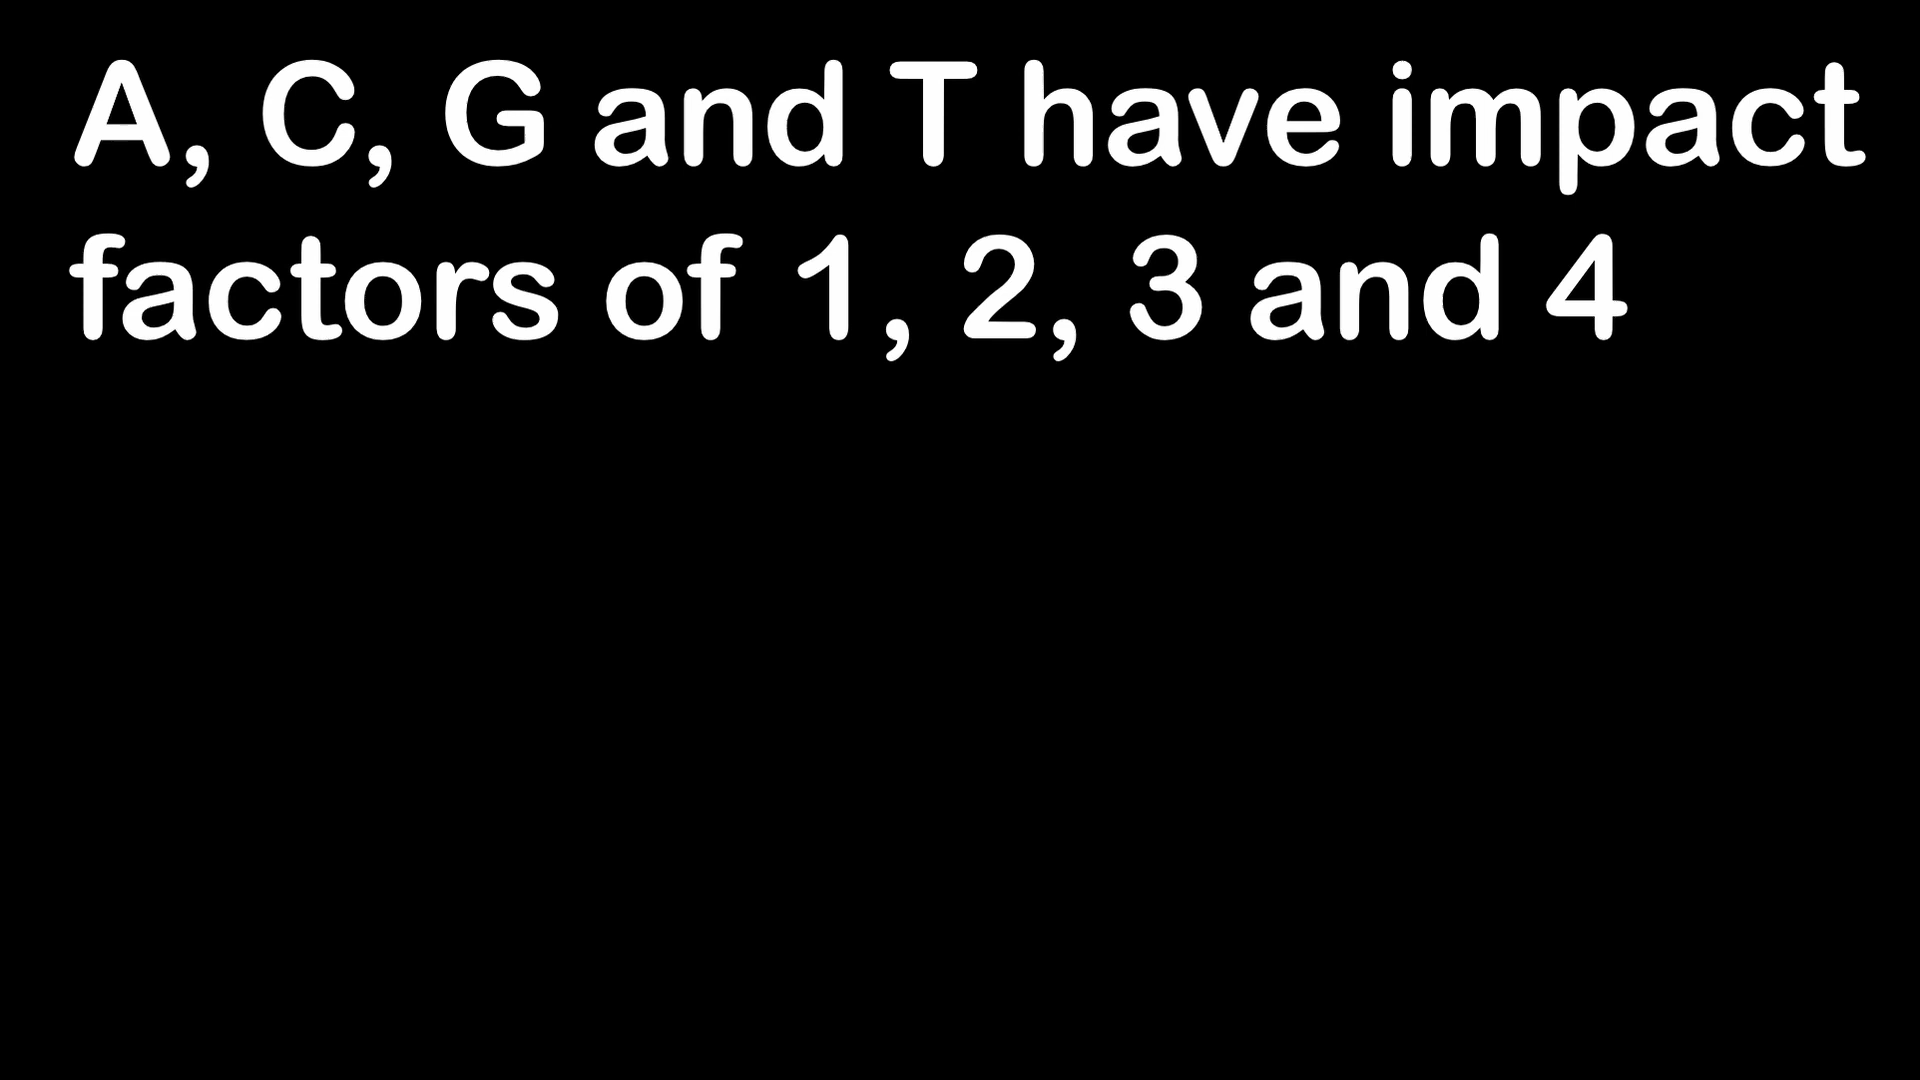 A, C, G and T have impact
factors of 1, 2, 3 and 4